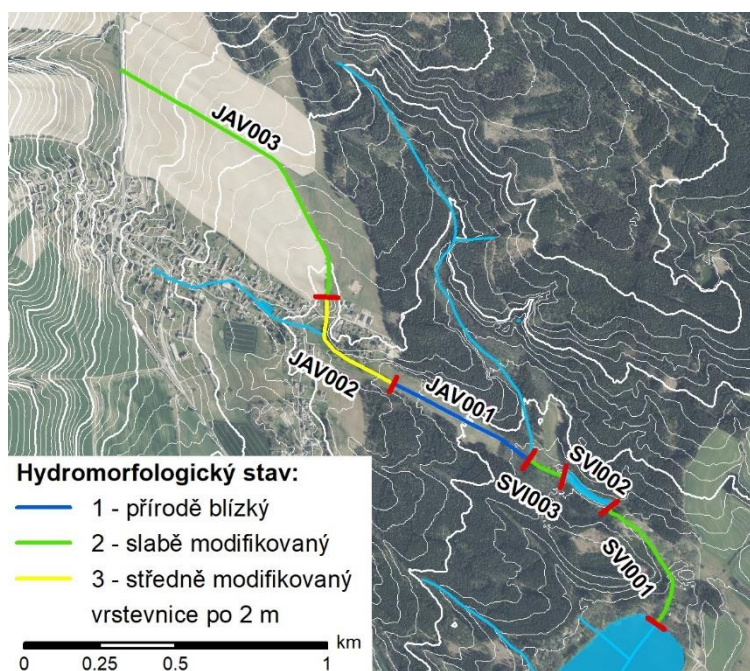 JAV003
JAV002
JAV001
SVI002
SVI003
SVI001
Hydromorfologický stav:
1 - přírodě blízký
2 - slabě modifikovaný
3 - středně modifikovaný
vrstevnice po 2 m
km
0 0.25 0.5 1